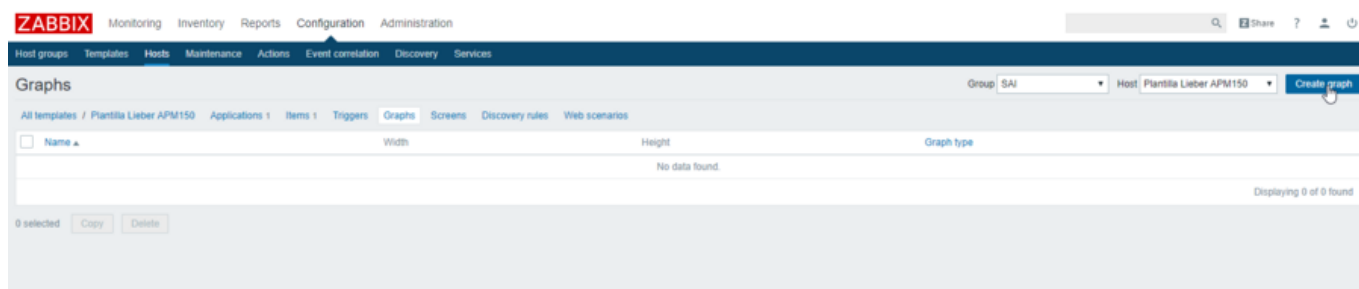 ZABBIX Monitoring Inventory Reports Configuration Administration Share ?
Host groups Templates Hosts Maintenance Actions Event correlation Discovery Services
Graphs Group SAI Host Plantilla Lieber APM150 Create graph
All templates / Plantilla Lieber APM150 Applications 1 Items 1 Triggers Graphs Screens Discovery rules Web scenarios
Name Width Height Graph type
No data found.
Displaying 0 of 0 found
0 selected Copy Delete